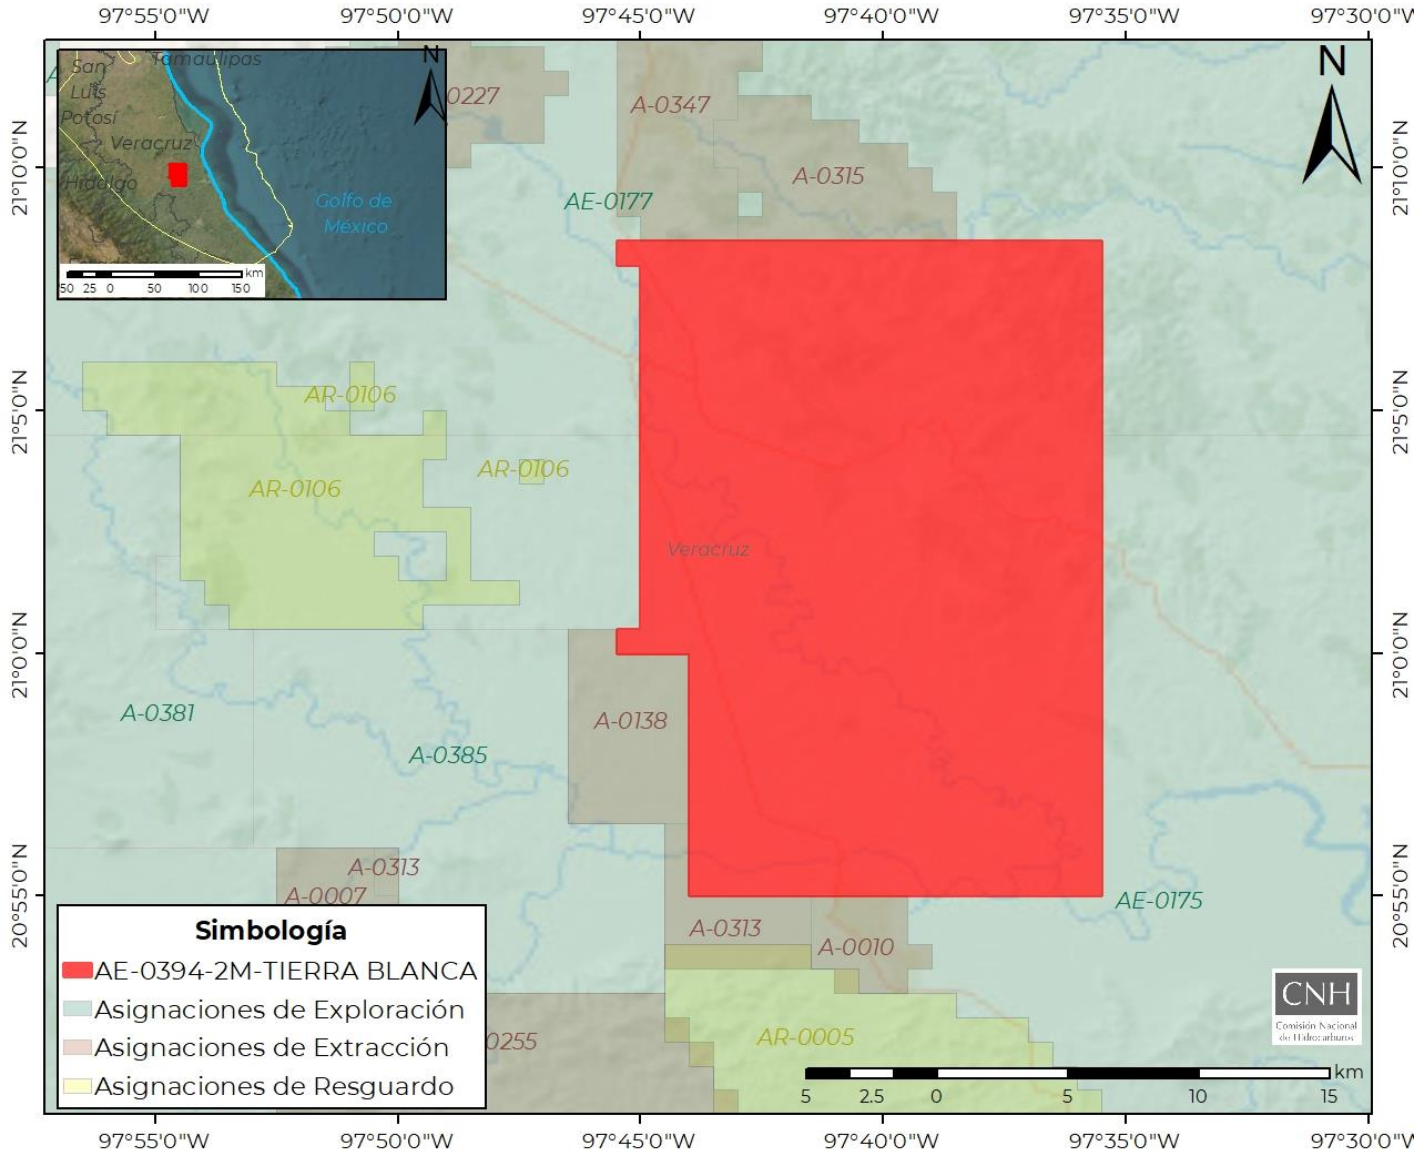 97°55'0"W 97°50'0"W 97°45'0"W 97°40'0"W 97°35'0"W 97°30'0"W
21°10'0"N
21°5'0"N
21°0'0"N
20°55'0"N
San
Luis
Potosí
Tamaulipas
Veracruz
Hidalgo
Golfo de
México
N
50 25 0 50 100 150
km
0227
A-0347
A-0315
AE-0177
N
AR-0106
AR-0106
AR-0106
Veracruz
A-0381
A-0385
A-0138
A-0313
A-0007
AE-0175
A-0313
A-0010
0255
AR-0005
Simbología
AE-0394-2M-TIERRA BLANCA
Asignaciones de Exploración
Asignaciones de Extracción
Asignaciones de Resguardo
CNH
Comisión Nacional
de Hidrocarburos
km
5 2.5 0 5 10 15
21°10'0"N
21°5'0"N
21°0'0"N
20°55'0"N
97°55'0"W 97°50'0"W 97°45'0"W 97°40'0"W 97°35'0"W 97°30'0"W